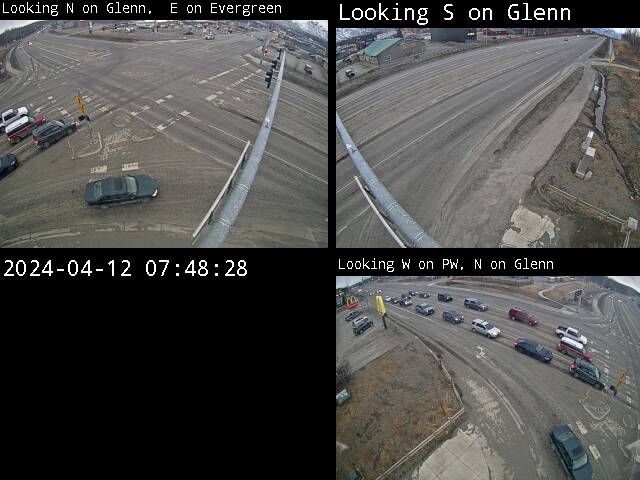 Looking N on Glenn,  E on Evergreen
Looking S on Glenn
2024-04-12 07:48:28
Looking W on PW, N on Glenn